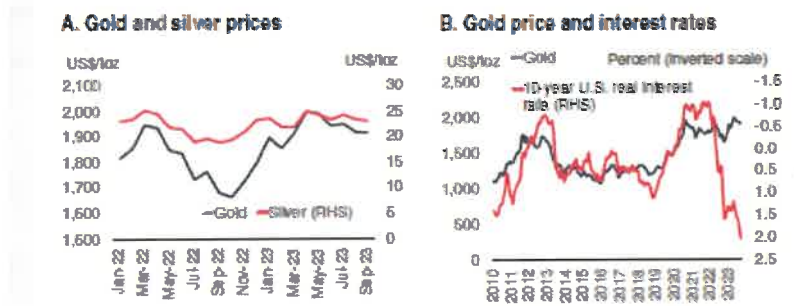 A. Gold and silver prices
US$/toz
US$/toz
2,100
2,000
1,900
1,800
1,700
1,600
1,500
30
25
20
15
10
5
0
Gold
Silver (RHS)
Jan-22
Mar-22
May-22
Jul-22
Sep-22
Nov-22
Jan-23
Mar-23
May-23
Jul-23
Sep-23
B. Gold price and interest rates
US$/toz
Gold
Percent (Inverted scale)
10-year U.S. real interest
rate (RHS)
2,500
2,000
1,500
1,000
500
0
-1.5
-1.0
-0.5
0.0
0.5
1.0
1.5
2.0
2.5
2010
2011
2012
2013
2014
2015
2016
2017
2018
2019
2020
2021
2022
2023